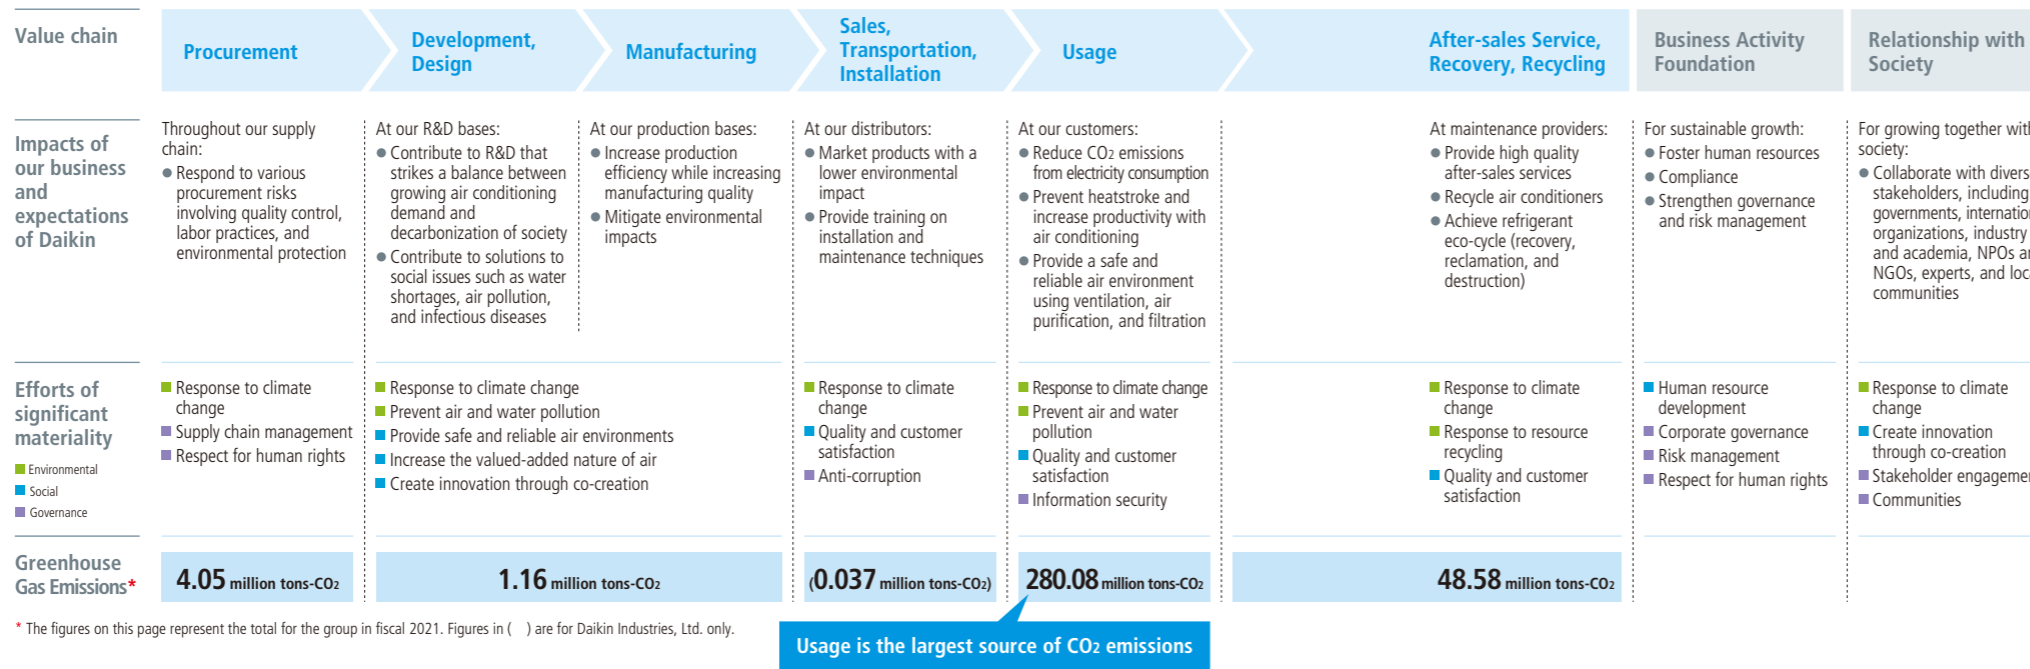 Value chain
Procurement
Development,
Design
Manufacturing
Sales,
Transportation,
Installation
Usage
After-sales Service,
Recovery, Recycling
Business Activity
Foundation
Relationship with
Society
Impacts of
our business
and
expectations
of Daikin
Throughout our supply
chain:
● Respond to various
procurement risks
involving quality control,
labor practices, and
environmental protection
At our R&D bases:
● Contribute to R&D that
strikes a balance between
growing air conditioning
demand and
decarbonization of society
● Contribute to solutions to
social issues such as water
shortages, air pollution,
and infectious diseases
At our production bases:
● Increase production
efficiency while increasing
manufacturing quality
● Mitigate environmental
impacts
At our distributors:
● Market products with a
lower environmental
impact
● Provide training on
installation and
maintenance techniques
At our customers:
● Reduce CO2 emissions
from electricity consumption
● Prevent heatstroke and
increase productivity with
air conditioning
● Provide a safe and
reliable air environment
using ventilation, air
purification, and filtration
At maintenance providers:
● Provide high quality
after-sales services
● Recycle air conditioners
● Achieve refrigerant
eco-cycle (recovery,
reclamation, and
destruction)
For sustainable growth:
● Foster human resources
● Compliance
● Strengthen governance
and risk management
For growing together
society:
● Collaborate with
stakeholders, including
governments,
organizations, industry
and academia, NPOs
NGOs, experts, and
communities
Efforts of
significant
materiality
■ Environmental
■ Social
■ Governance
■ Response to climate
change
■ Supply chain management
■ Respect for human rights
■ Response to climate change
■ Prevent air and water pollution
■ Provide safe and reliable air environments
■ Increase the valued-added nature of air
■ Create innovation through co-creation
■ Response to climate
change
■ Quality and customer
satisfaction
■ Anti-corruption
■ Response to climate change
■ Prevent air and water
pollution
■ Quality and customer
satisfaction
■ Information security
■ Response to climate
change
■ Response to resource
recycling
■ Quality and customer
satisfaction
■ Human resource
development
■ Corporate governance
■ Risk management
■ Respect for human rights
■ Response to climate
change
■ Create innovation
through co-creation
■ Stakeholder
■ Communities
Greenhouse
Gas Emissions*
4.05 million tons-CO2
1.16 million tons-CO2
(0.037 million tons-CO2)
280.08 million tons-CO2
48.58 million tons-CO2
* The figures on this page represent the total for the group in fiscal 2021. Figures in ( ) are for Daikin Industries, Ltd. only.
Usage is the largest source of CO2 emissions